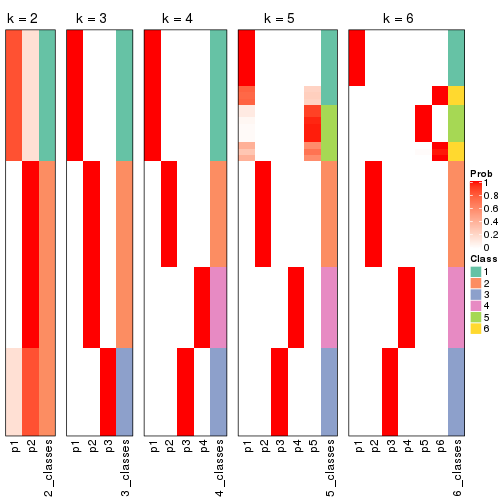 k = 2
k = 3
k = 4
k = 5
k = 6
Prob
1
0.8
0.6
0.4
0.2
0
Class
1
2
3
4
5
6
p1
p2
2_classes
p1
p2
p3
3_classes
p1
p2
p3
p4
4_classes
p1
p2
p3
p4
p5
5_classes
p1
p2
p3
p4
p5
p6
6_classes